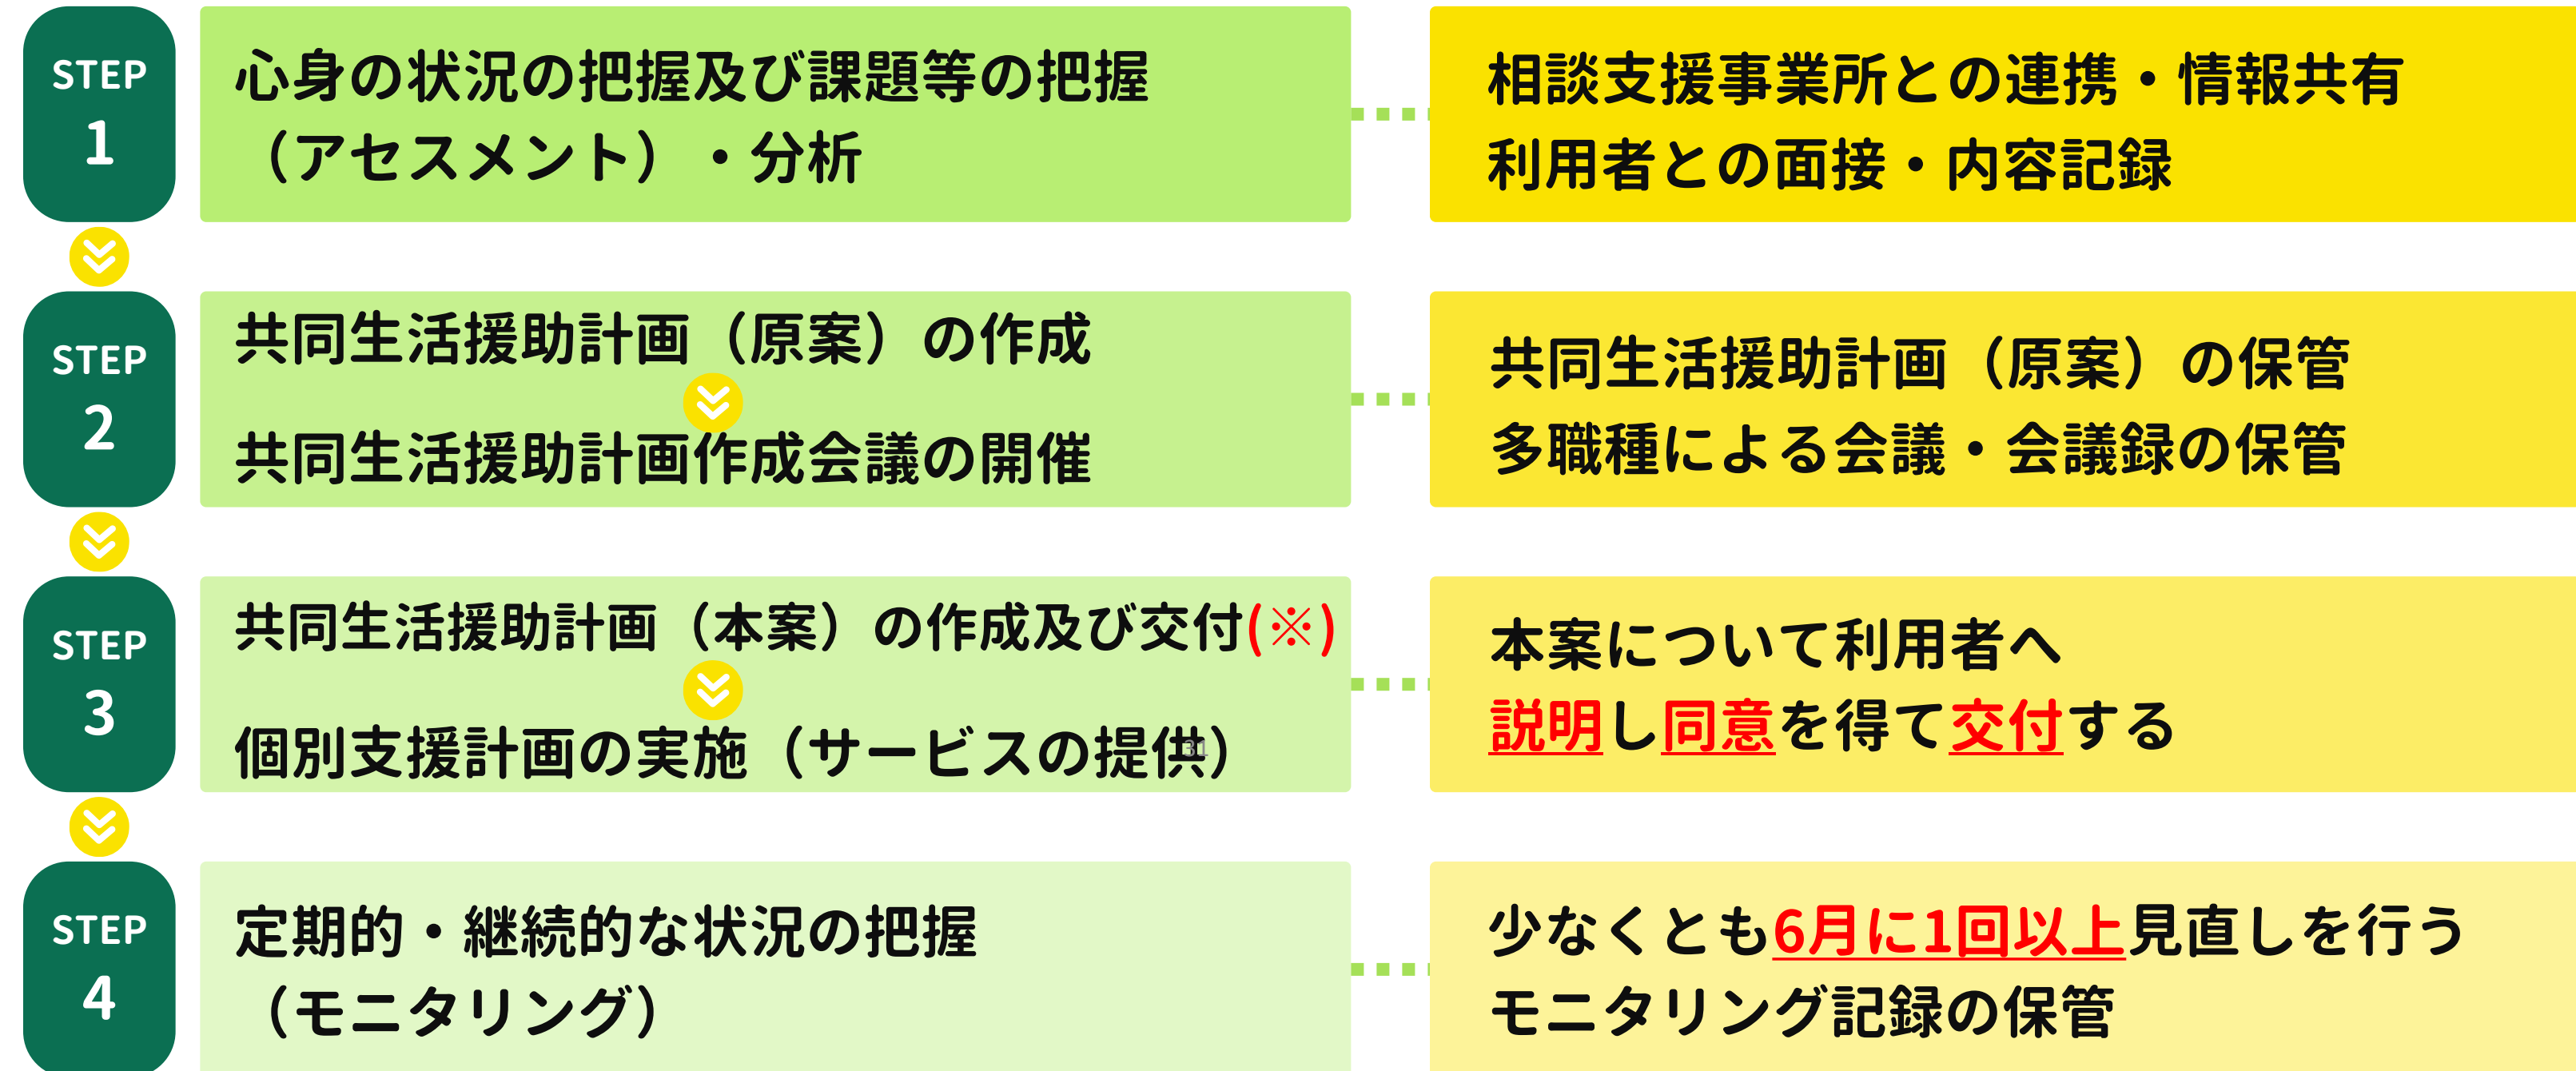 STEP
1
心身の状況の把握及び課題等の把握
（アセスメント）・分析
相談支援事業所との連携・情報共有
利用者との面接・内容記録
STEP
2
共同生活援助計画（原案）の作成
共同生活援助計画作成会議の開催
共同生活援助計画（原案）の保管
多職種による会議・会議録の保管
STEP
3
共同生活援助計画（本案）の作成及び交付(※)
個別支援計画の実施（サービスの提供）
31
本案について利用者へ
説明し同意を得て交付する
STEP
4
定期的・継続的な状況の把握
（モニタリング）
少なくとも6月に1回以上見直しを行う
モニタリング記録の保管